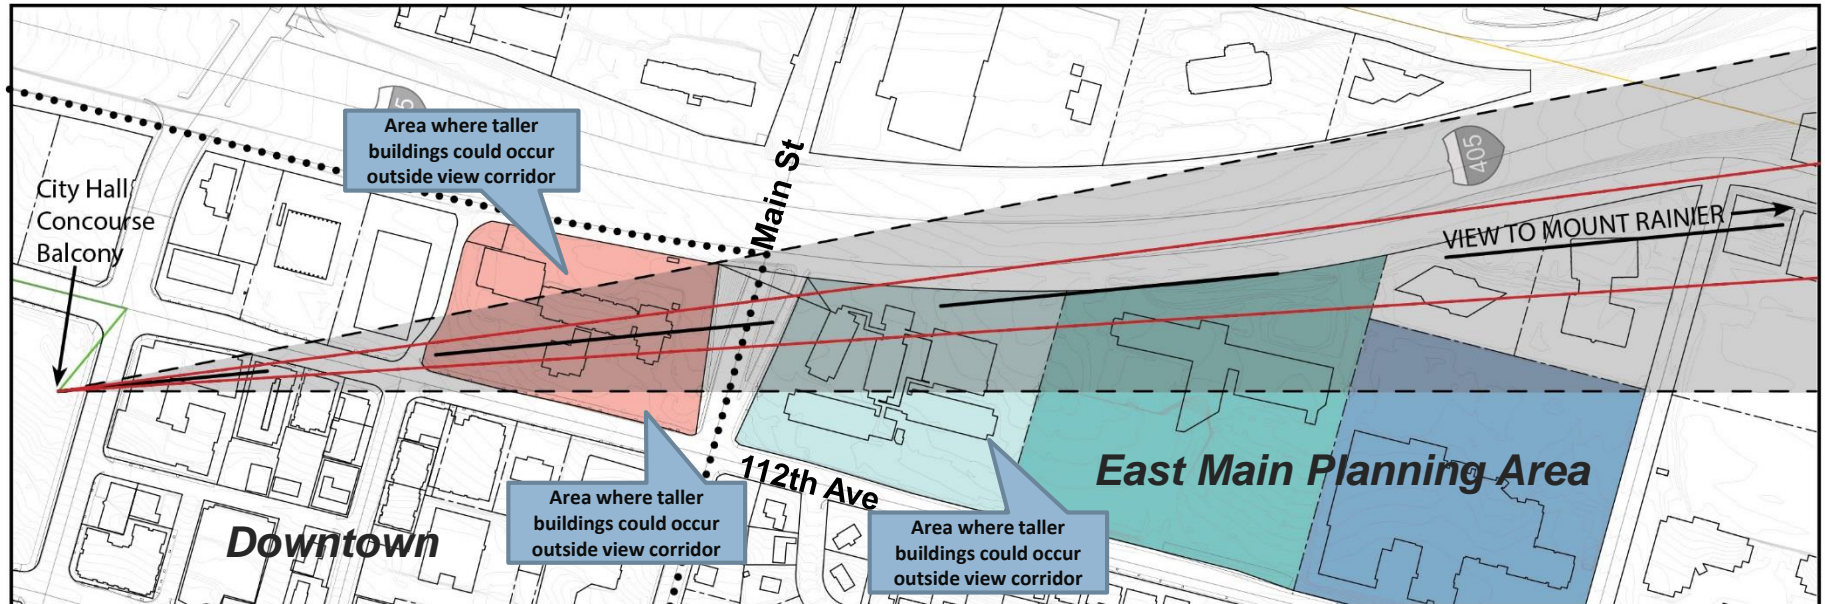 Area where taller
buildings could occur
outside view corridor
5
Main St
405
City Hall
Concourse
Balcony
VIEW TO MOUNT RAINIER
112th Ave
East Main Planning Area
Area where taller
buildings could occur
outside view corridor
Area where taller
buildings could occur
outside view corridor
Downtown